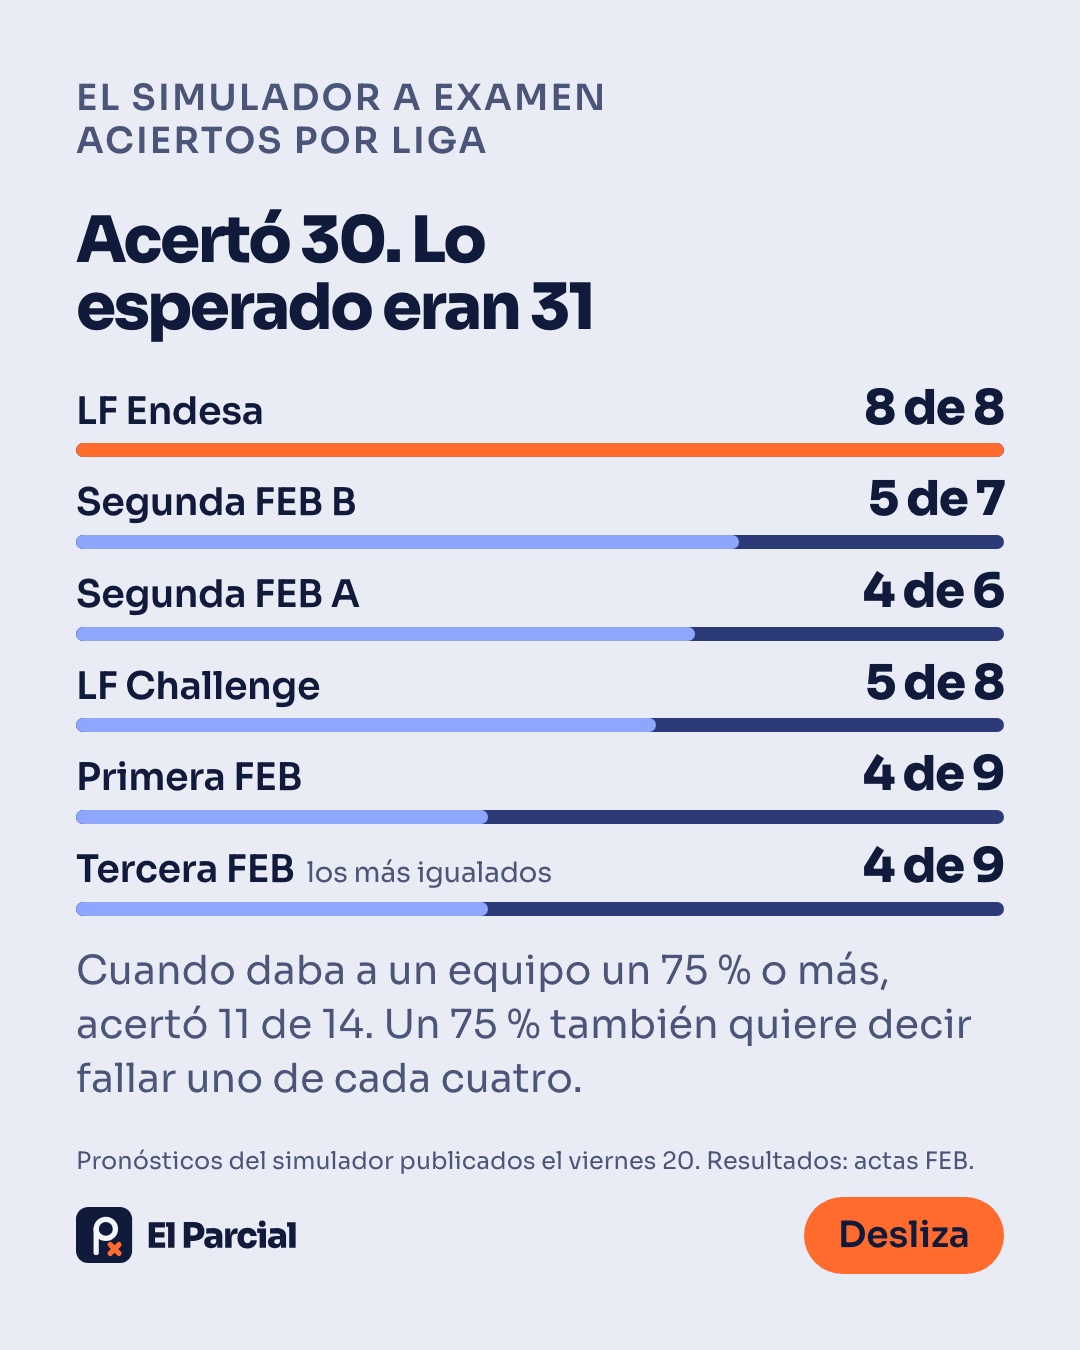 EL SIMULADOR A EXAMEN
ACIERTOS POR LIGA
Acertó 30. Lo
esperado eran 31
LF Endesa 8 de 8
Segunda FEB B 5 de 7
Segunda FEB A 4 de 6
LF Challenge 5 de 8
Primera FEB 4 de 9
Tercera FEB los más igualados 4 de 9
Cuando daba a un equipo un 75 % o más,
acertó 11 de 14. Un 75 % también quiere decir
fallar uno de cada cuatro.
Pronósticos del simulador publicados el viernes 20. Resultados: actas FEB.
El Parcial
Desliza